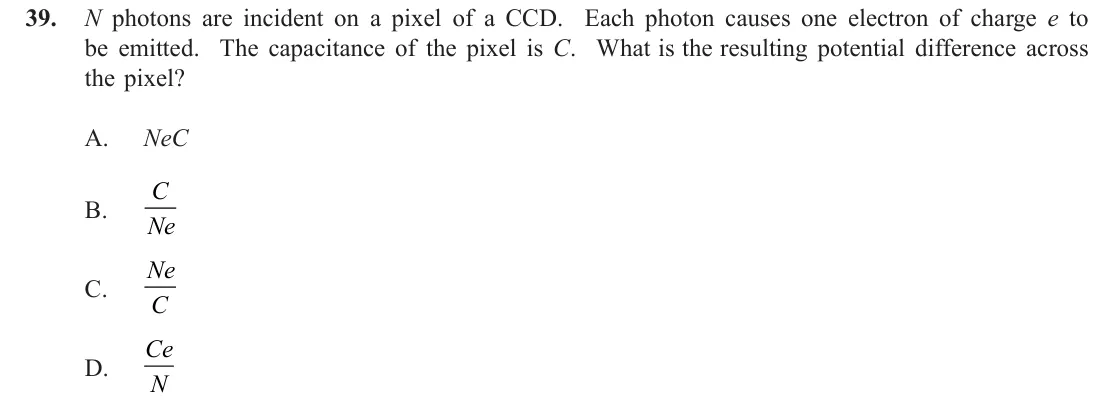 39. N photons are incident on a pixel of a CCD. Each photon causes one electron of charge e to
be emitted. The capacitance of the pixel is C. What is the resulting potential difference across
the pixel?
A. NeC
B. C/Ne
C. Ne/C
D. Ce/N